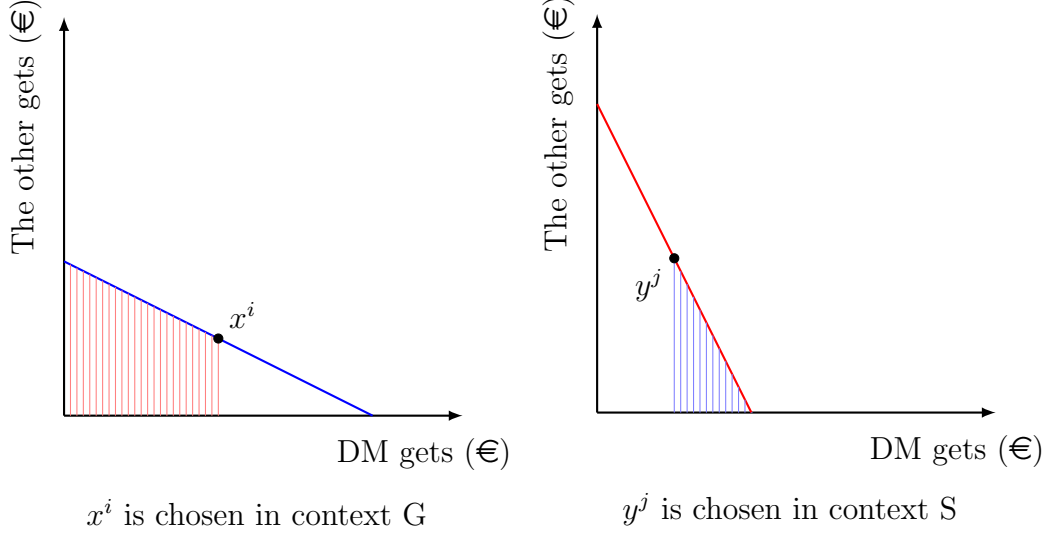 The other gets (€)
x^i
DM gets (€)
x^i is chosen in context G
The other gets (€)
y^j
DM gets (€)
y^j is chosen in context S